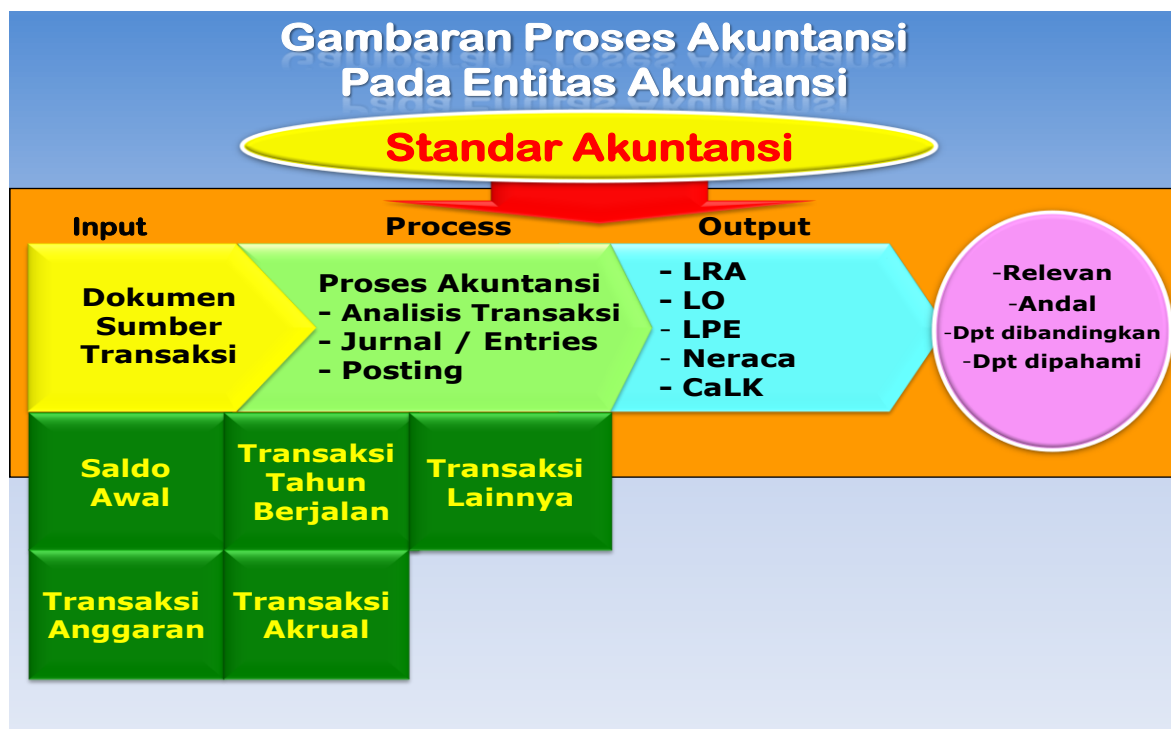 Gambaran Proses Akuntansi
Pada Entitas Akuntansi
Standar Akuntansi
Input
Process
Output
Dokumen
Sumber
Transaksi
Proses Akuntansi
- Analisis Transaksi
- Jurnal / Entries
- Posting
- LRA
- LO
- LPE
- Neraca
- CaLK
-Relevan
-Andal
-Dpt dibandingkan
-Dpt dipahami
Saldo
Awal
Transaksi
Tahun
Berjalan
Transaksi
Lainnya
Transaksi
Anggaran
Transaksi
Akrual